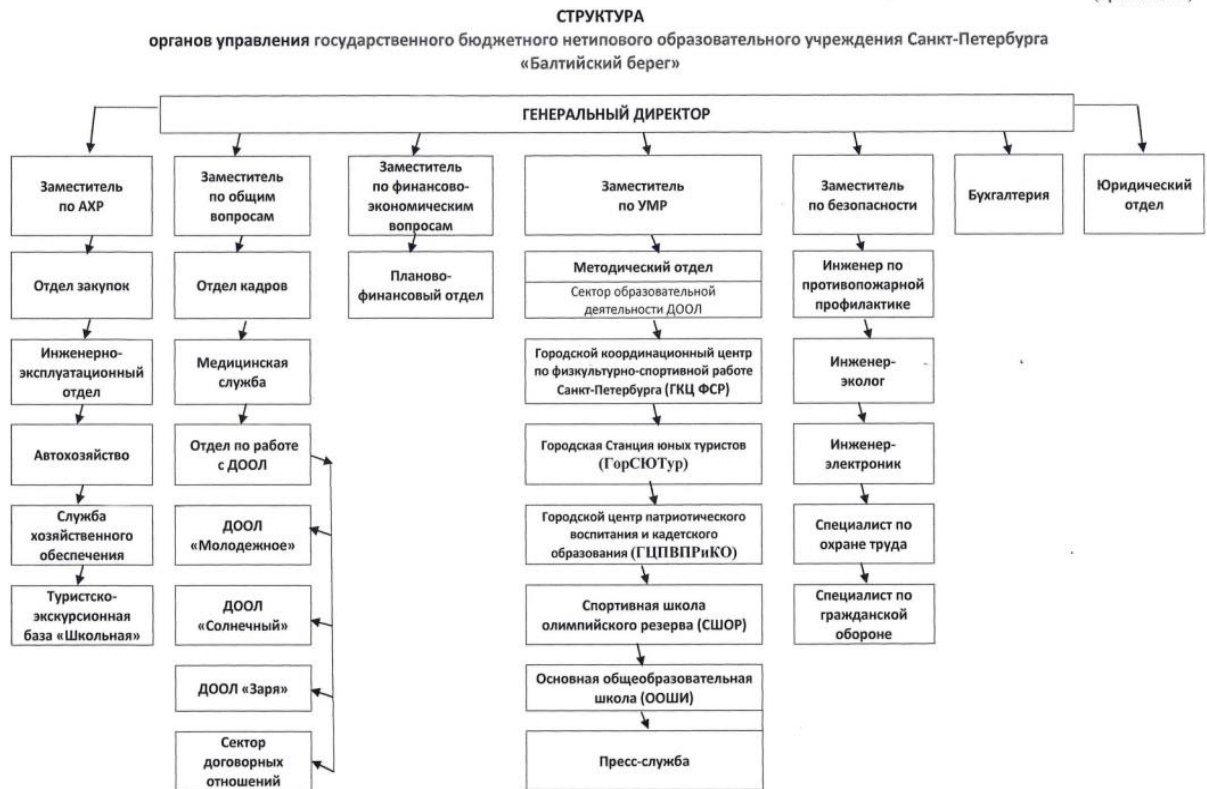 СТРУКТУРА
органов управления государственного бюджетного нетипового образовательного учреждения Санкт-Петербурга
«Балтийский берег»
ГЕНЕРАЛЬНЫЙ ДИРЕКТОР
Заместитель
по АХР
Отдел закупок
Инженерно-
эксплуатационный
отдел
Автохозяйство
Служба
хозяйственного
обеспечения
Туристско-
экскурсионная
база «Школьная»
Заместитель
по общим
вопросам
Отдел кадров
Медицинская
служба
Отдел по работе
с ДООЛ
ДООЛ
«Молодежное»
ДООЛ
«Солнечный»
ДООЛ «Заря»
Сектор
договорных
отношений
Заместитель
по финансово-
экономическим
вопросам
Планово-
финансовый отдел
Заместитель
по УМР
Методический отдел
Сектор образовательной
деятельности ДООЛ
Городской координационный центр
по физкультурно-спортивной работе
Санкт-Петербурга (ГКЦ ФСР)
Городская Станция юных туристов
(ГорСЮТур)
Городской центр патриотического
воспитания и кадетского
образования (ГЦПВПРиКО)
Спортивная школа
олимпийского резерва (СШОР)
Основная общеобразовательная
школа (ООШИ)
Пресс-служба
Заместитель
по безопасности
Инженер по
противопожарной
профилактике
Инженер-
эколог
Инженер-
электроник
Специалист по
охране труда
Специалист по
гражданской
обороне
Бухгалтерия
Юридический
отдел